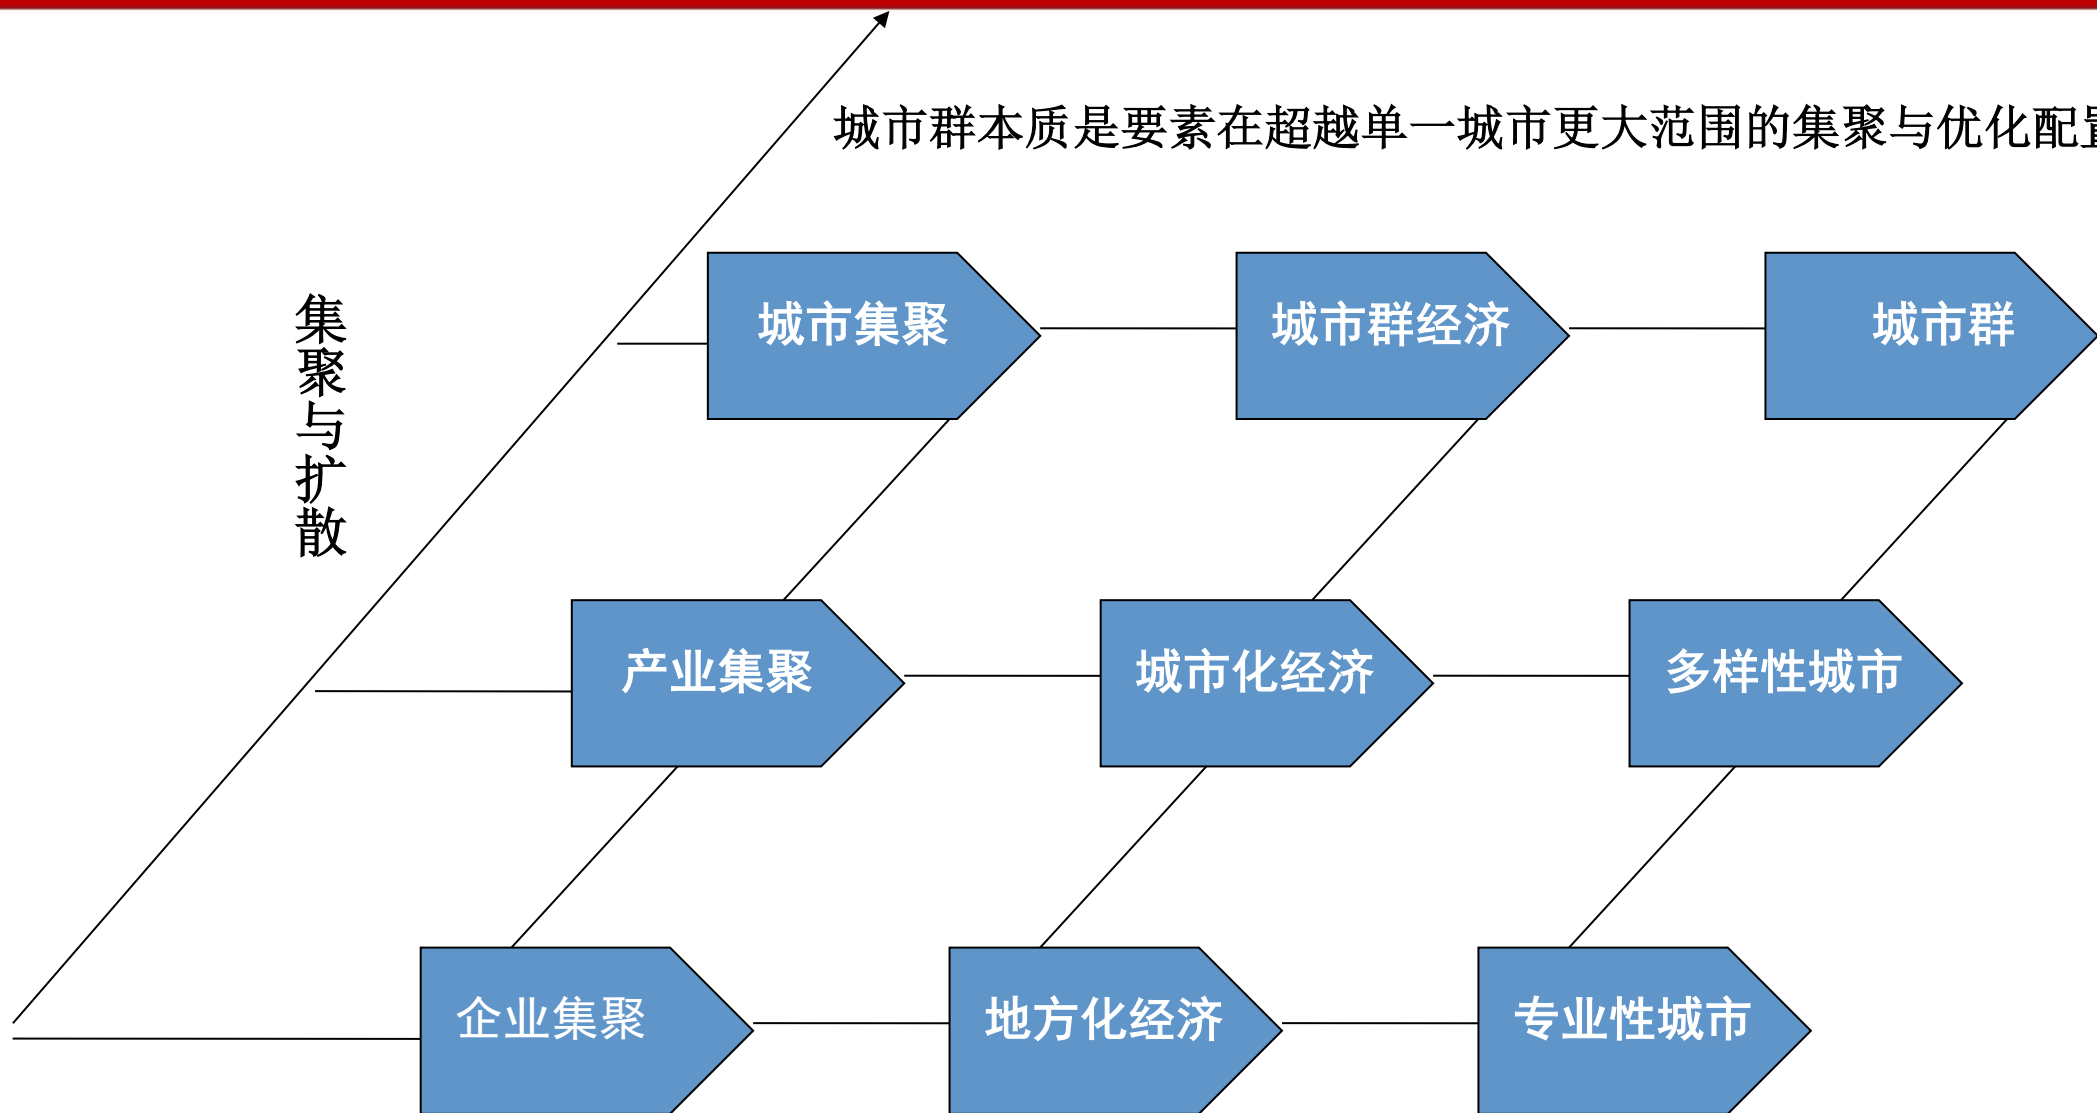 城市群本质是要素在超越单一城市更大范围的集聚与优化配置
集聚与扩散
城市集聚
城市群经济
城市群
产业集聚
城市化经济
多样性城市
企业集聚
地方化经济
专业性城市